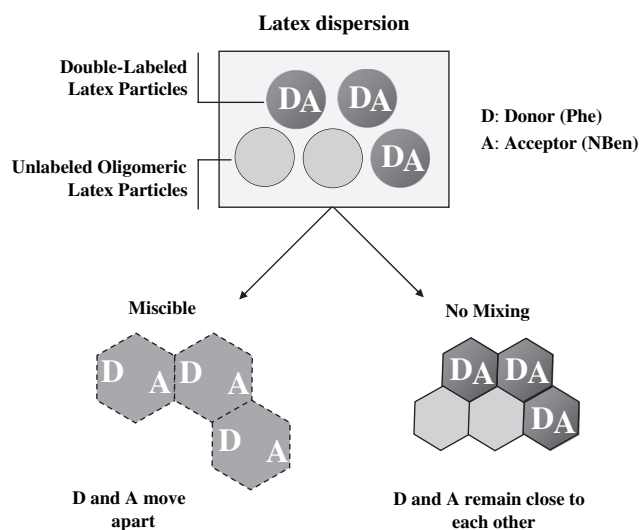 Latex dispersion
Double-Labeled
Latex Particles
DA DA
D: Donor (Phe)
A: Acceptor (NBen)
Unlabeled Oligomeric
Latex Particles
DA
Miscible
No Mixing
D A D A
DA DA
D A
DA
D and A move
apart
D and A remain close to
each other